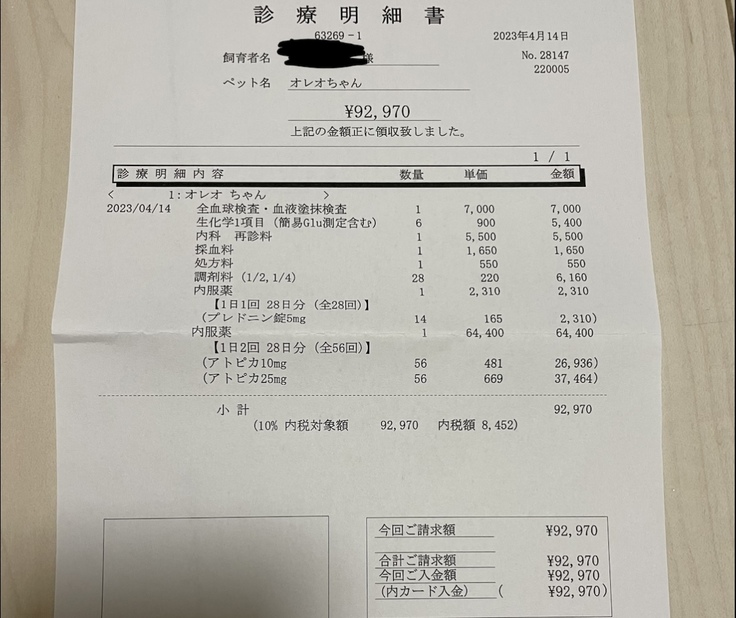 診療明細書
63269-1
2023年4月14日
飼育者名 様
No.28147
220005
ペット名 オレオちゃん
¥92,970
上記の金額正に領収致しました。
1 / 1
診療明細内容 数量 単価 金額
< 1:オレオ ちゃん >
2023/04/14 全血球検査・血液塗抹検査 1 7,000 7,000
生化学1項目（簡易Glu測定含む) 6 900 5,400
内科 再診料 1 5,500 5,500
採血料 1 1,650 1,650
処方料 1 550 550
調剤料（1/2,1/4) 28 220 6,160
内服薬 1 2,310 2,310
【1日1回 28日分（全28回)】
(プレドニン錠5mg 14 165 2,310)
内服薬 1 64,400 64,400
【1日2回 28日分（全56回)】
(アトピカ10mg 56 481 26,936)
(アトピカ25mg 56 669 37,464)
小 計 92,970
(10% 内税対象額 92,970 内税額 8,452)
今回ご請求額 ¥92,970
合計ご請求額 ¥92,970
今回ご入金額 ¥92,970
(内カード入金) ( ¥92,970)